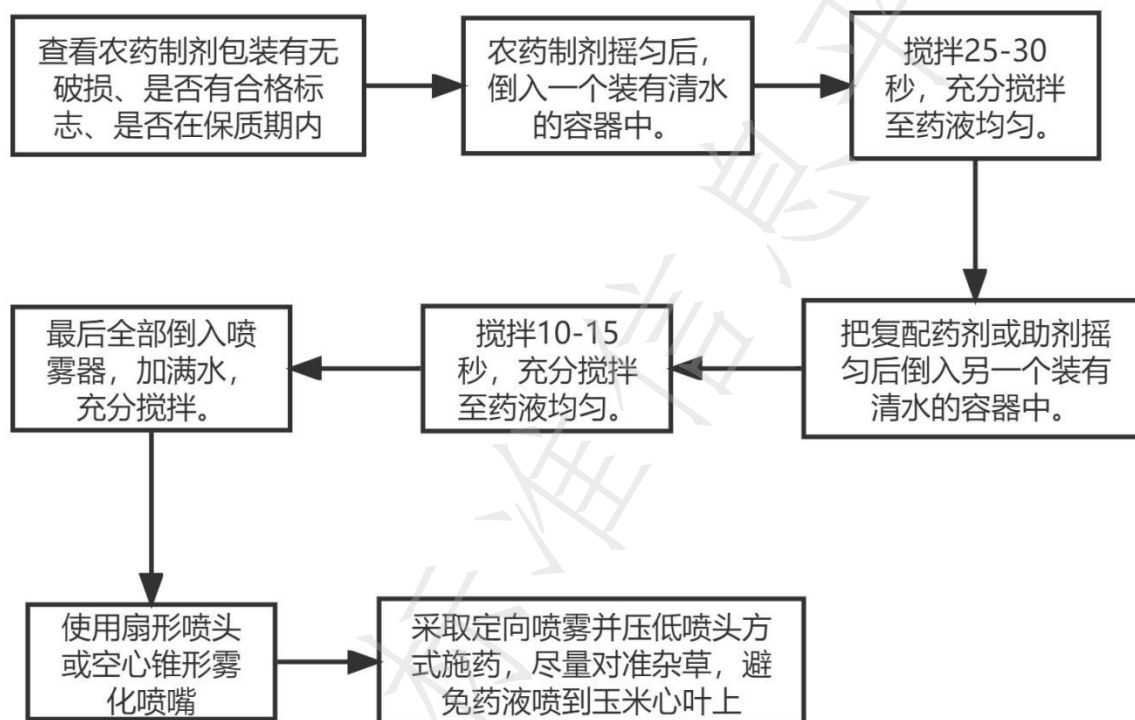 查看农药制剂包装有无
破损、是否有合格标
志、是否在保质期内
农药制剂摇匀后，
倒入一个装有清水
的容器中。
搅拌25-30
秒，充分搅拌
至药液均匀。
把复配药剂或助剂摇
匀后倒入另一个装有
清水的容器中。
搅拌10-15
秒，充分搅拌
至药液均匀。
最后全部倒入喷
雾器，加满水，
充分搅拌。
使用扇形喷头
或空心锥形雾
化喷嘴
采取定向喷雾并压低喷头方
式施药，尽量对准杂草，避
免药液喷到玉米心叶上
标准信息